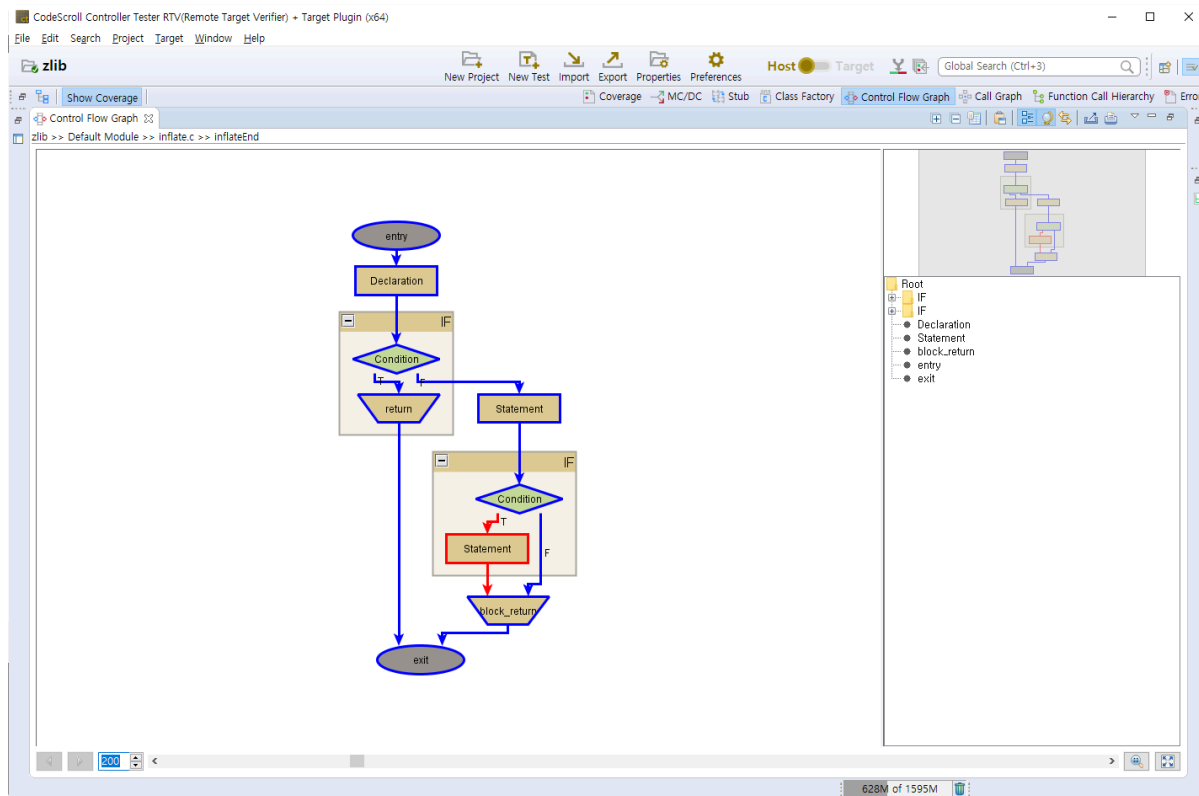 CodeScroll Controller Tester RTV(Remote Target Verifier) + Target Plugin (x64)
File Edit Search Project Target Window Help
zlib
New Project New Test Import Export Properties Preferences
Host Target
Global Search (Ctrl+3)
Show Coverage
Coverage MC/DC Stub Class Factory Control Flow Graph Call Graph Function Call Hierarchy Erro
Control Flow Graph
zlib >> Default Module >> inflate.c >> inflateEnd
entry
Declaration
IF
Condition
T
F
return
Statement
IF
Condition
T
Statement
F
block_return
exit
Root
IF
IF
Declaration
Statement
block_return
entry
exit
200
628M of 1595M